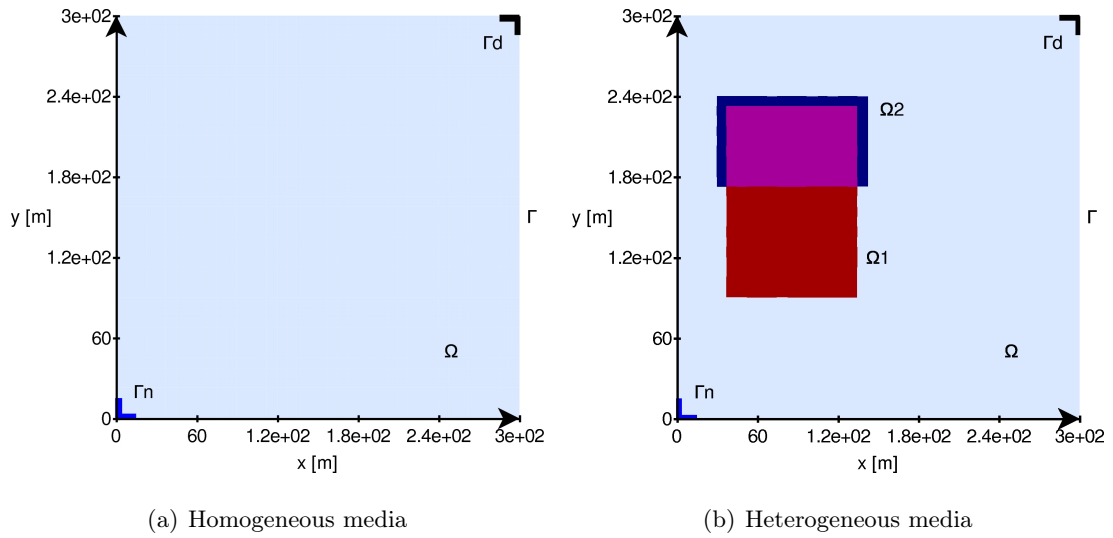 3e+02
Γd
2.4e+02
1.8e+02
y [m]
Γ
1.2e+02
60
Ω
Γn
0
0 60 1.2e+02 1.8e+02 2.4e+02 3e+02
x [m]
(a) Homogeneous media
3e+02
Γd
2.4e+02
Ω2
1.8e+02
y [m]
Γ
1.2e+02
Ω1
60
Ω
Γn
0
0 60 1.2e+02 1.8e+02 2.4e+02 3e+02
x [m]
(b) Heterogeneous media